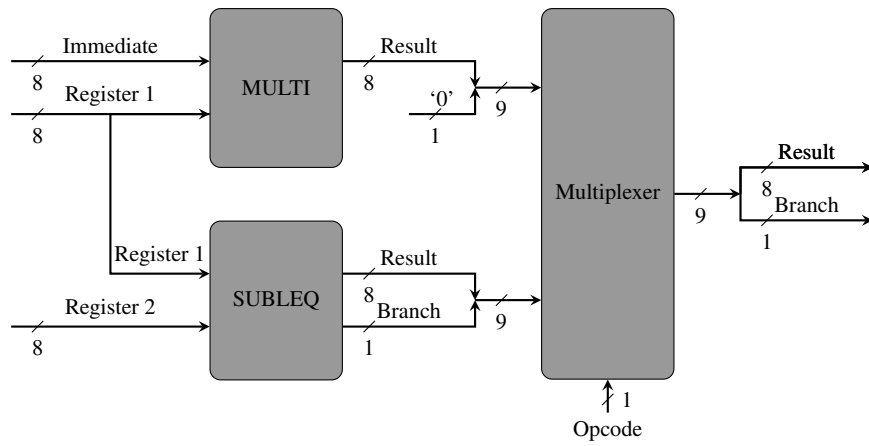 Immediate
8
Register 1
8
MULTI
Result
8
‘0’
1
9
Register 1
Register 2
8
SUBLEQ
Result
8
Branch
1
9
Multiplexer
1
Opcode
9
Result
8
Branch
1